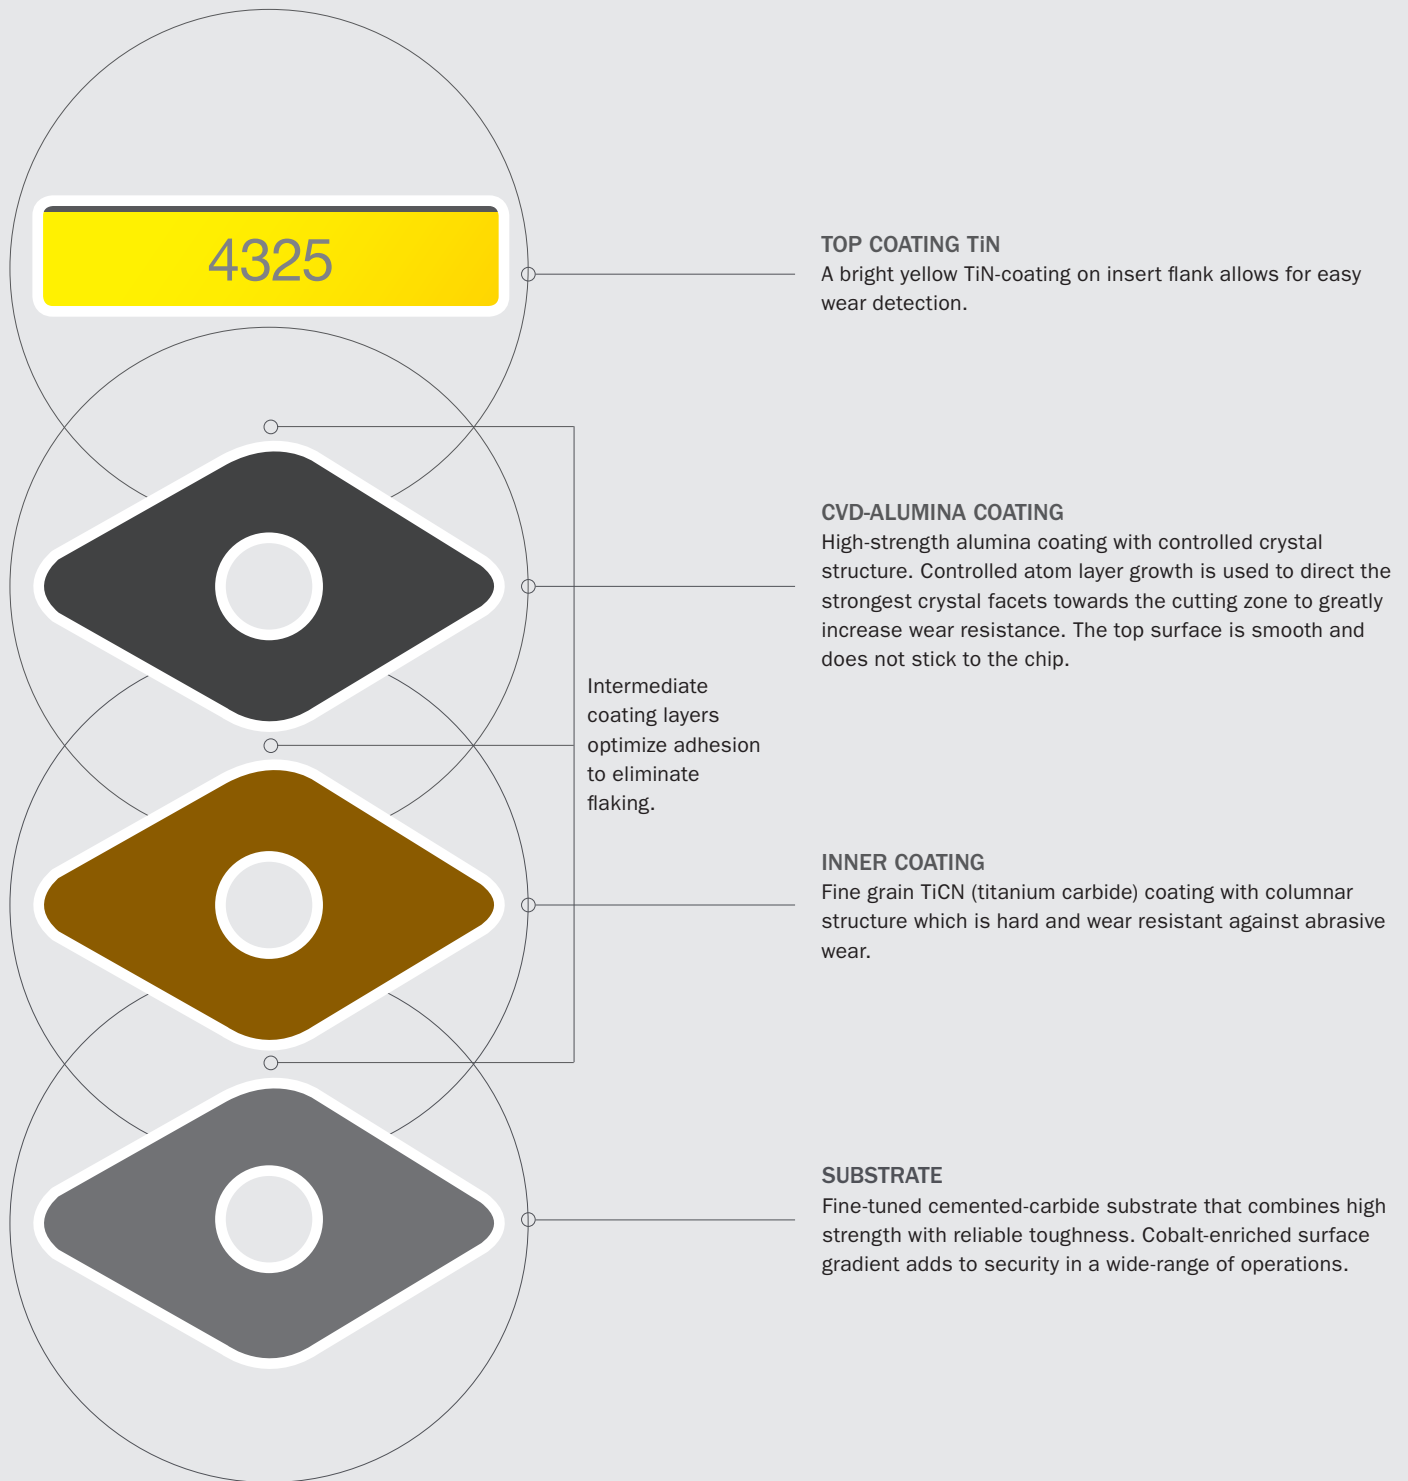 4325
TOP COATING TiN
A bright yellow TiN-coating on insert flank allows for easy
wear detection.
CVD-ALUMINA COATING
High-strength alumina coating with controlled crystal
structure. Controlled atom layer growth is used to direct the
strongest crystal facets towards the cutting zone to greatly
increase wear resistance. The top surface is smooth and
does not stick to the chip.
Intermediate
coating layers
optimize adhesion
to eliminate
flaking.
INNER COATING
Fine grain TiCN (titanium carbide) coating with columnar
structure which is hard and wear resistant against abrasive
wear.
SUBSTRATE
Fine-tuned cemented-carbide substrate that combines high
strength with reliable toughness. Cobalt-enriched surface
gradient adds to security in a wide-range of operations.